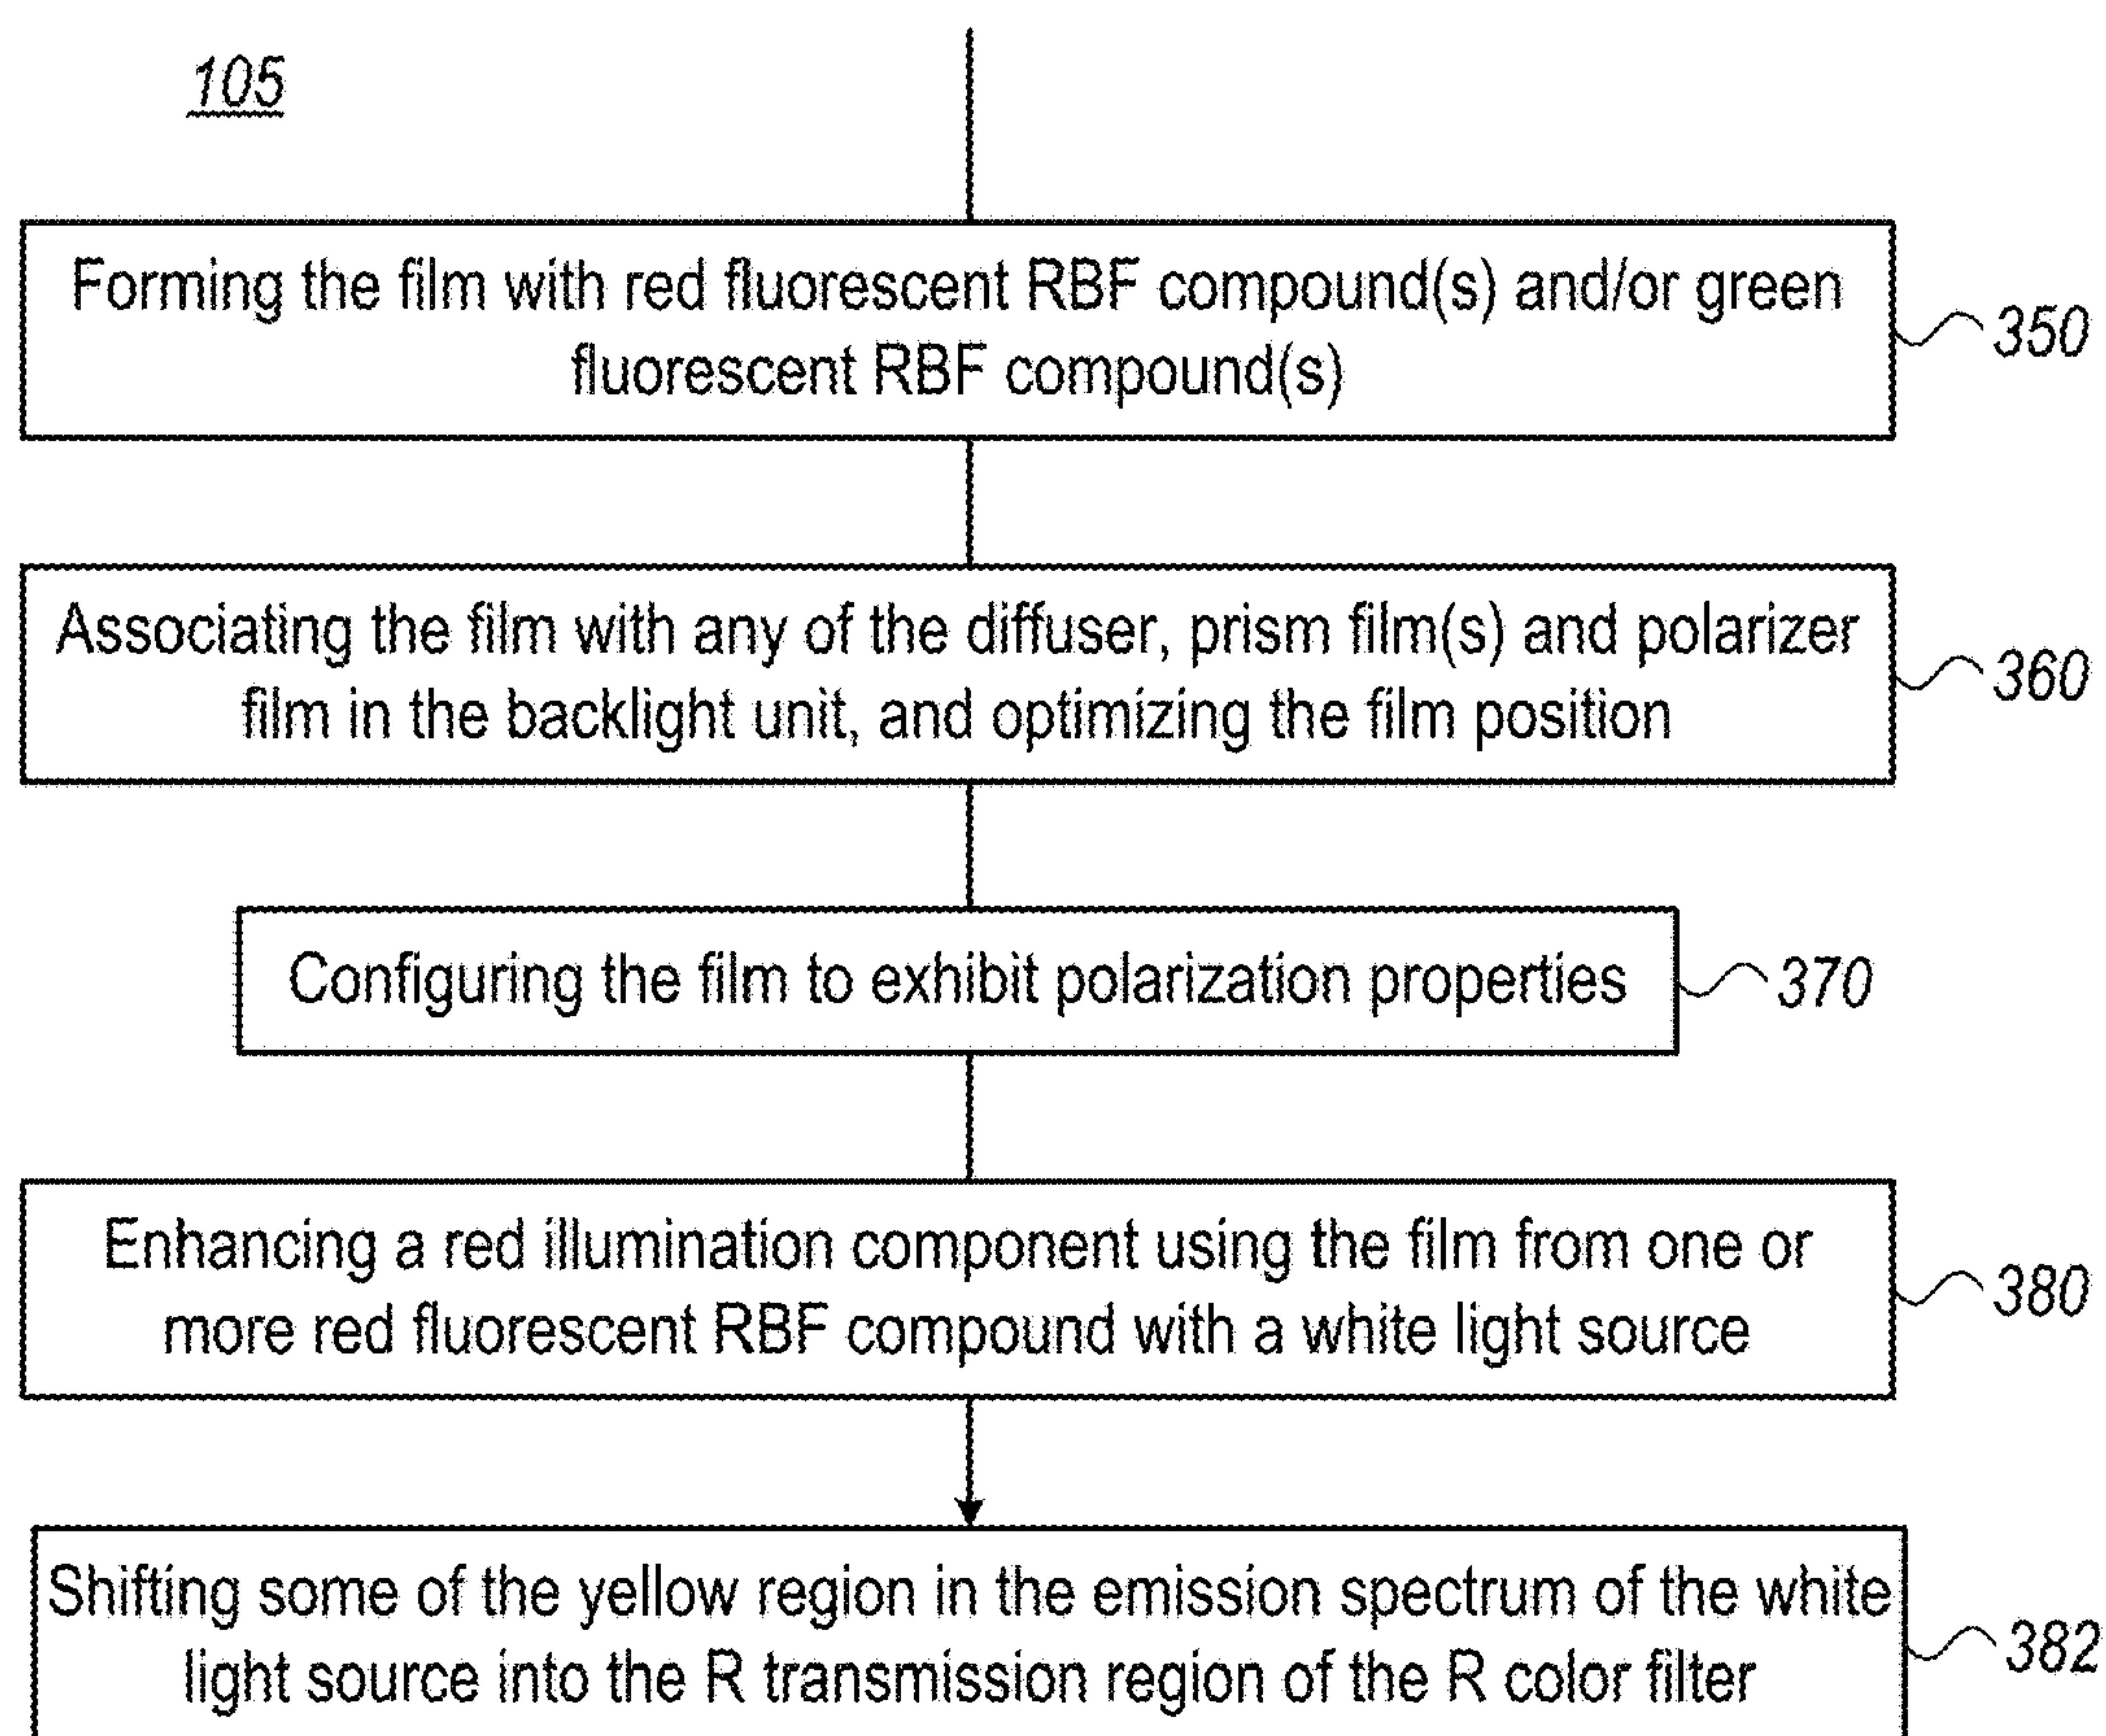 105
Forming the film with red fluorescent RBF compound(s) and/or green
fluorescent RBF compound(s)
350
Associating the film with any of the diffuser, prism film(s) and polarizer
film in the backlight unit, and optimizing the film position
360
Configuring the film to exhibit polarization properties
370
Enhancing a red illumination component using the film from one or
more red fluorescent RBF compound with a white light source
380
Shifting some of the yellow region in the emission spectrum of the white
light source into the R transmission region of the R color filter
382